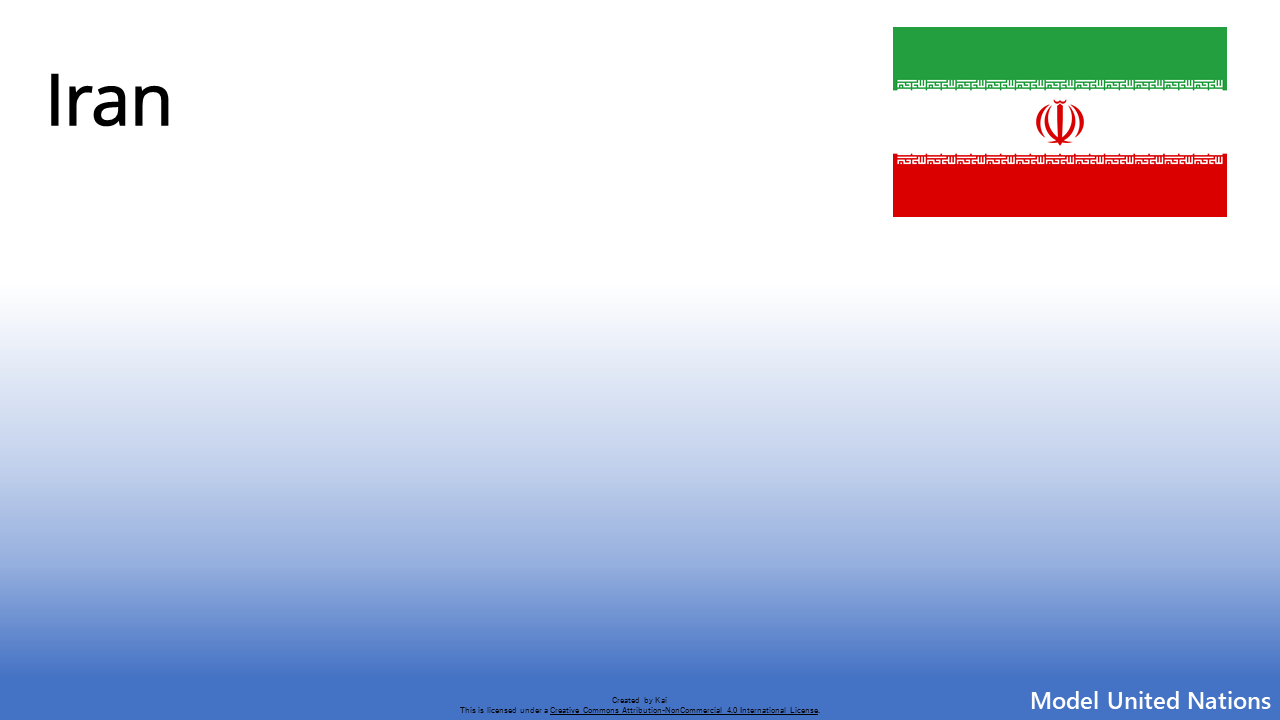 Iran
Created by Kai
This is licensed under a Creative Commons Attribution-NonCommercial 4.0 International License.
Model United Nations